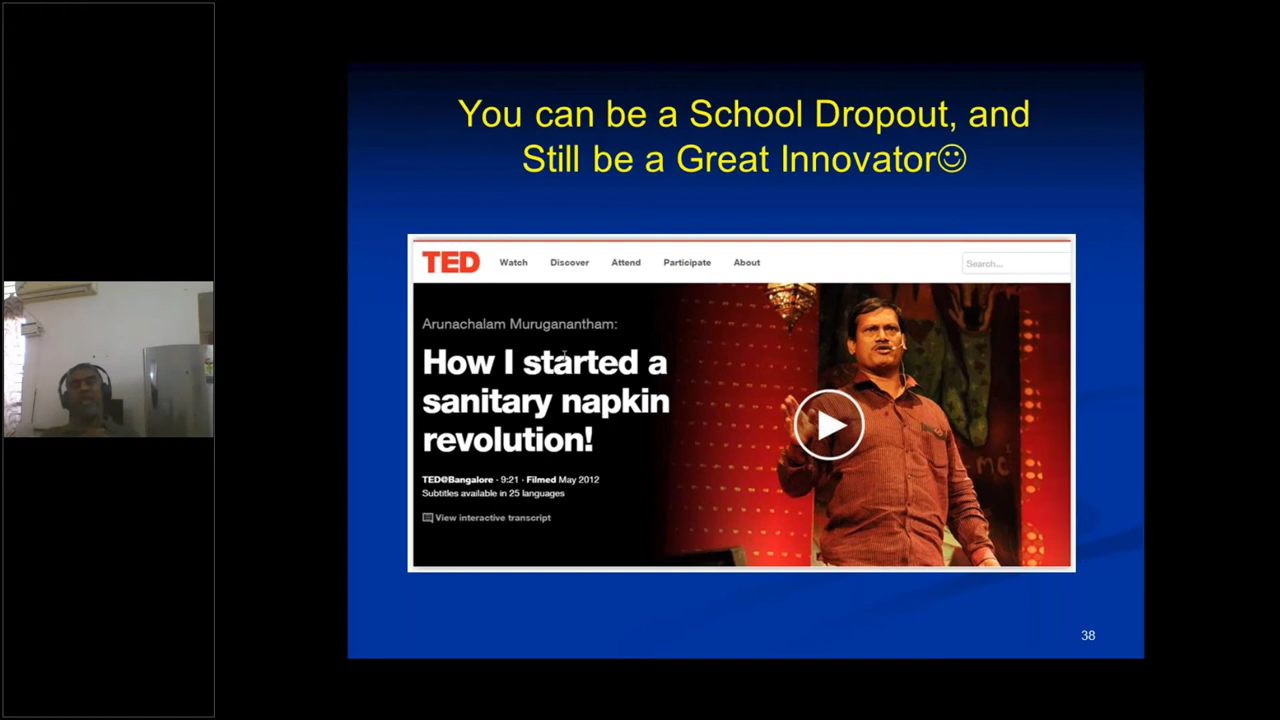 You can be a School Dropout, and
Still be a Great Innovator☺
TED Watch Discover Attend Participate About Search...
Arunachalam Muruganantham:
How I started a
sanitary napkin
revolution!
TED@Bangalore · 9:21 · Filmed May 2012
Subtitles available in 25 languages
View interactive transcript
38